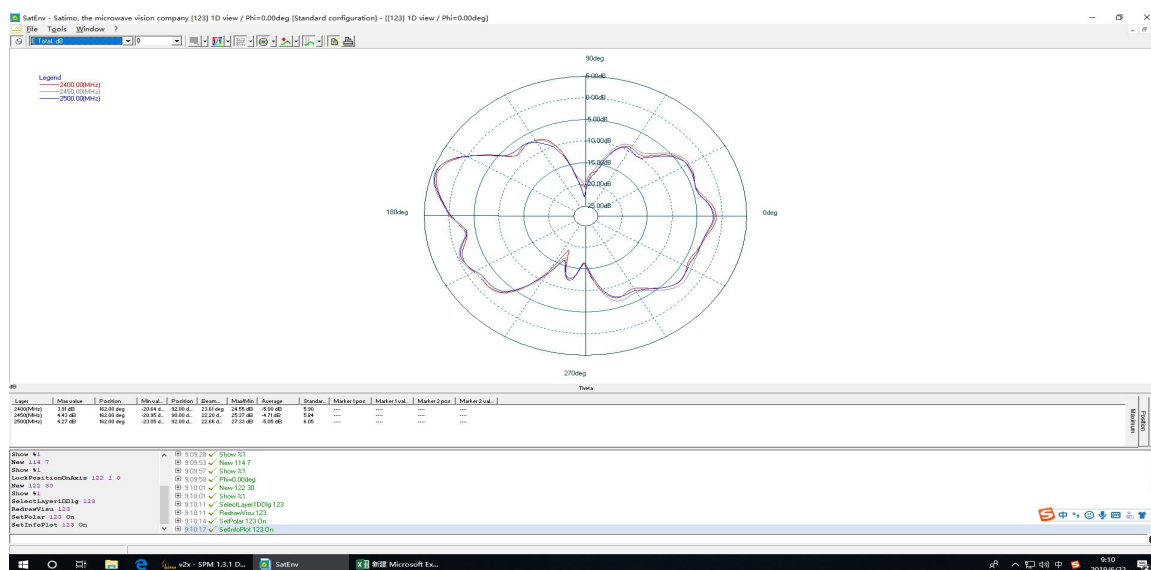 SatEnv - Satimo, the microwave vision company [123] 1D view / Phi=0.00deg [Standard configuration] - [[123] 1D view / Phi=0.00deg]
File Tools Window ?
E Total dB 0
90deg
Legend
2400.00(MHz)
2450.00(MHz)
2500.00(MHz)
5.00dB
0.00dB
-5.00dB
-10.00dB
-15.00dB
-20.00dB
-25.00dB
180deg
0deg
270deg
dB
Theta
Layer Max value Position Min val... Position Beam... Max/Min Average Standar... Marker 1 pos Marker 1 val... Marker 2 pos Marker 2 val...
2400(MHz) 3.91 dB 162.00 deg -20.64 d... 92.00 d... 23.61 deg 24.55 dB -5.00 dB 5.90 ---- ---- ---- ----
2450(MHz) 4.43 dB 162.00 deg -20.95 d... 90.00 d... 22.20 d... 25.37 dB -4.71 dB 5.84 ---- ---- ---- ----
2500(MHz) 4.27 dB 162.00 deg -23.05 d... 92.00 d... 22.66 d... 27.33 dB -5.05 dB 6.05 ---- ---- ---- ----
Position
Maximum
Show %1
New 114 7
Show %1
LockPositionOnAxis 122 1 0
New 122 30
Show %1
SelectLayer1DDlg 123
RedrawVisu 123
SetPolar 123 On
SetInfoPlot 123 On
9:09:28 Show %1
9:09:53 New 114 7
9:09:57 Show %1
9:09:58 Phi=0.00deg
9:10:01 New 122 30
9:10:01 Show %1
9:10:11 SelectLayer1DDlg 123
9:10:11 RedrawVisu 123
9:10:14 SetPolar 123 On
9:10:17 SetInfoPlot 123 On
中
v2x - SPM 1.3.1 D...
SatEnv
新建 Microsoft Ex...
中
9:10